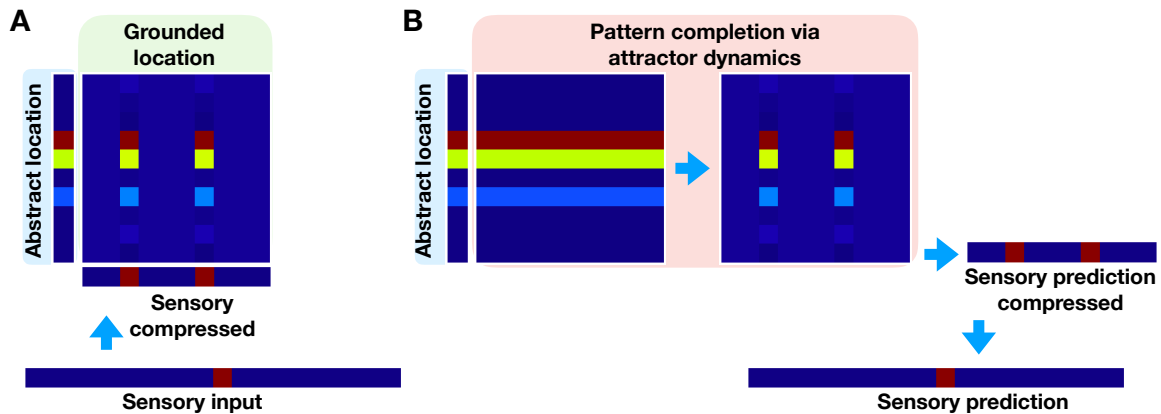 A
Grounded
location
Abstract location
Sensory
compressed
Sensory input
B
Pattern completion via
attractor dynamics
Abstract location
Sensory prediction
compressed
Sensory prediction